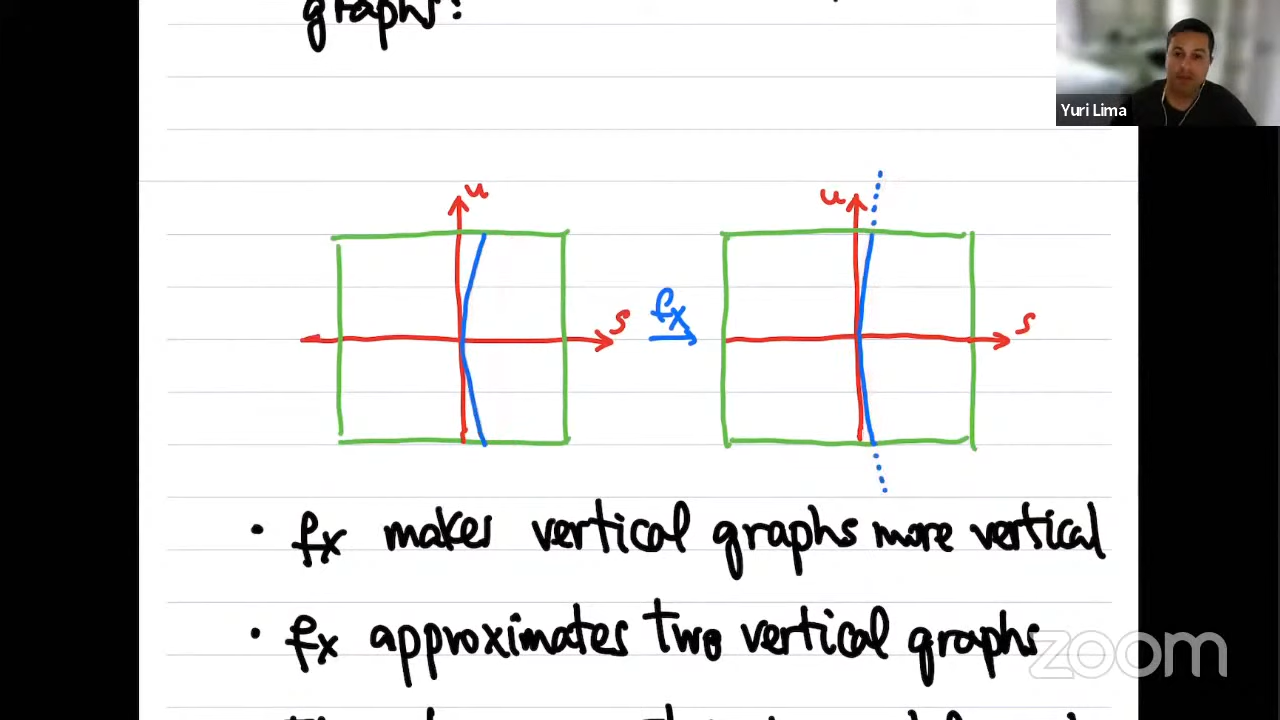 graphs:
Yuri Lima
u
u
s
fx
s
• fx makes vertical graphs more vertical
• fx approximates two vertical graphs
zoom